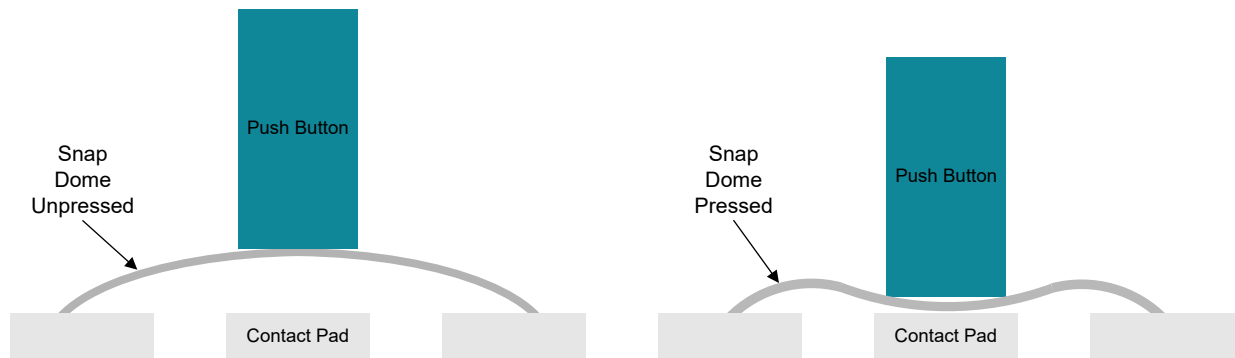 Push Button
Snap
Dome
Unpressed
Contact Pad
Snap
Dome
Pressed
Push Button
Contact Pad